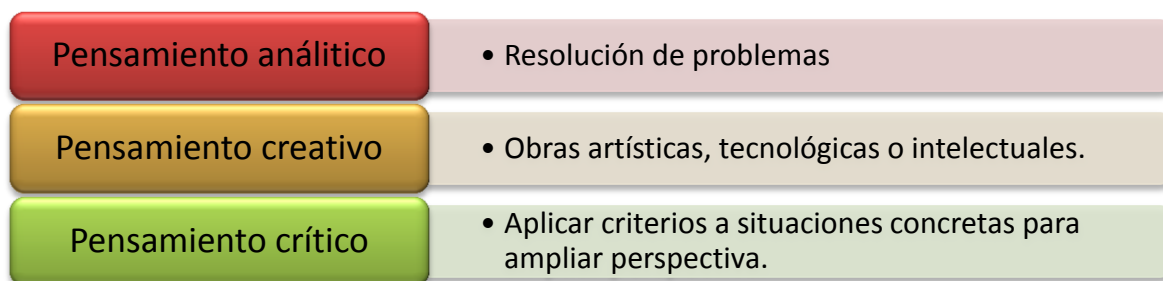 Pensamiento análitico
• Resolución de problemas
Pensamiento creativo
• Obras artísticas, tecnológicas o intelectuales.
Pensamiento crítico
• Aplicar criterios a situaciones concretas para
ampliar perspectiva.